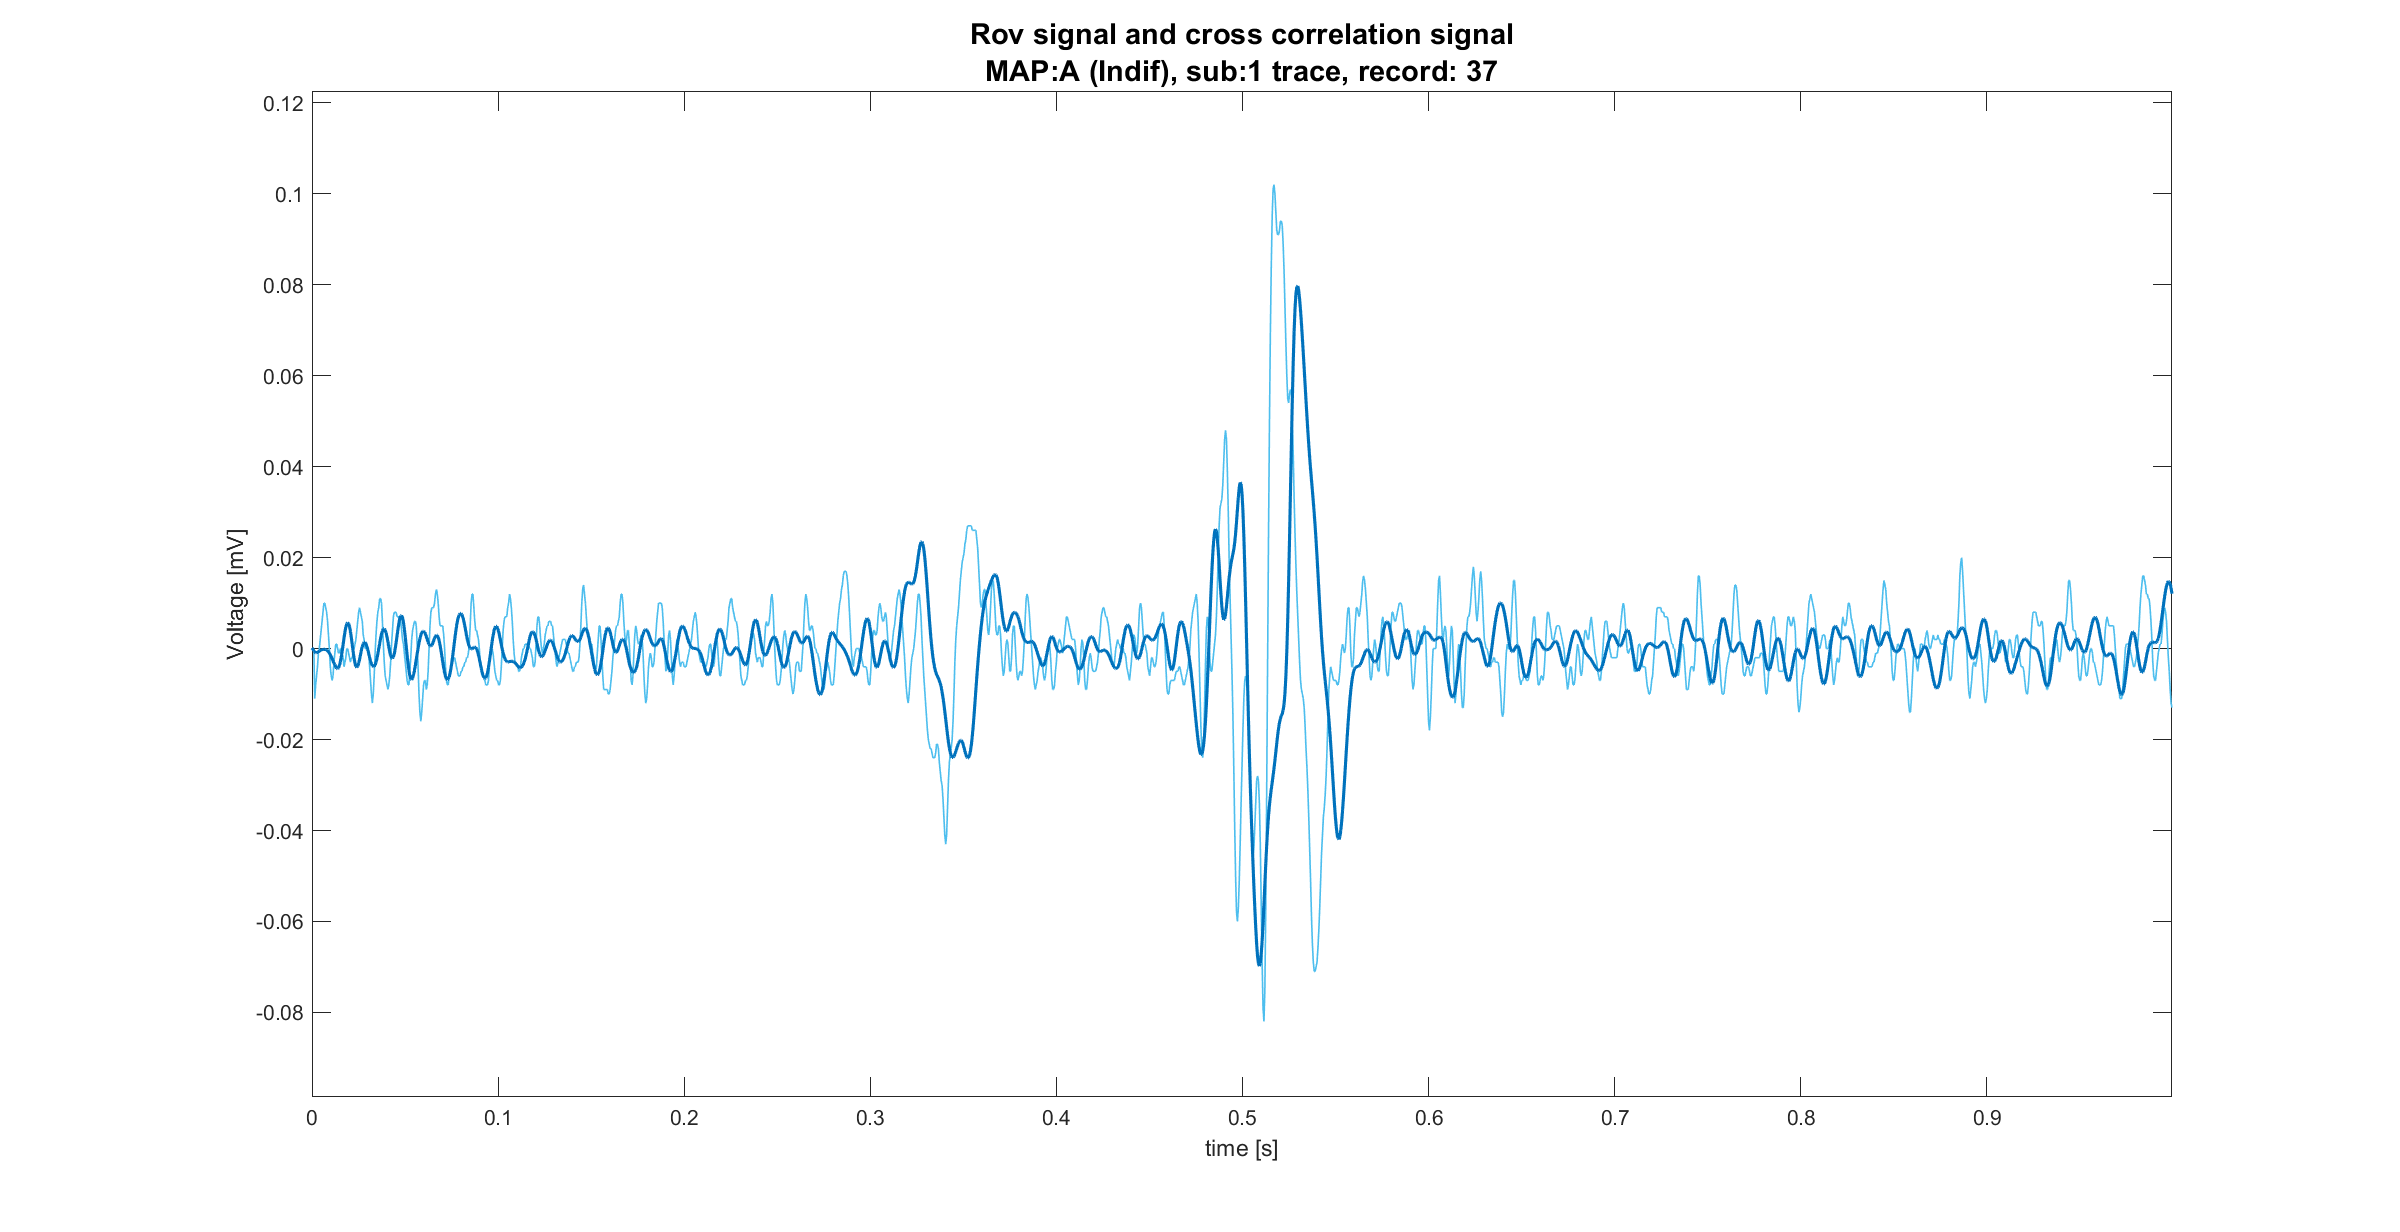 Rov signal and cross correlation signal
MAP:A (Indif), sub:1 trace, record: 37
0.12
0.1
0.08
0.06
0.04
0.02
0
-0.02
-0.04
-0.06
-0.08
Voltage [mV]
0 0.1 0.2 0.3 0.4 0.5 0.6 0.7 0.8 0.9
time [s]